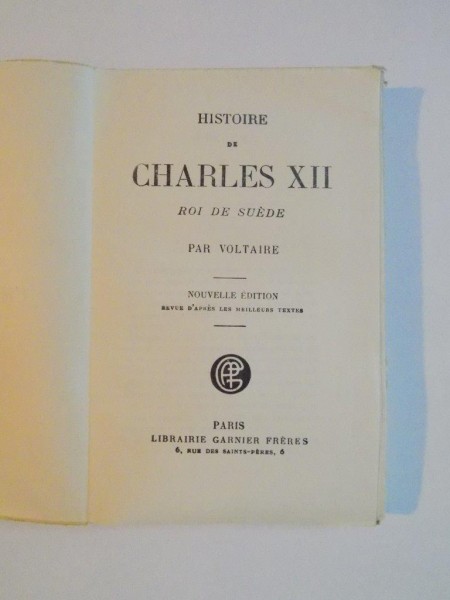 HISTOIRE
DE
CHARLES XII
ROI DE SUÈDE
PAR VOLTAIRE
NOUVELLE ÉDITION
REVUE D'APRÈS LES MEILLEURS TEXTES
PARIS
LIBRAIRIE GARNIER FRÈRES
6, RUE DES SAINTS-PÈRES, 6